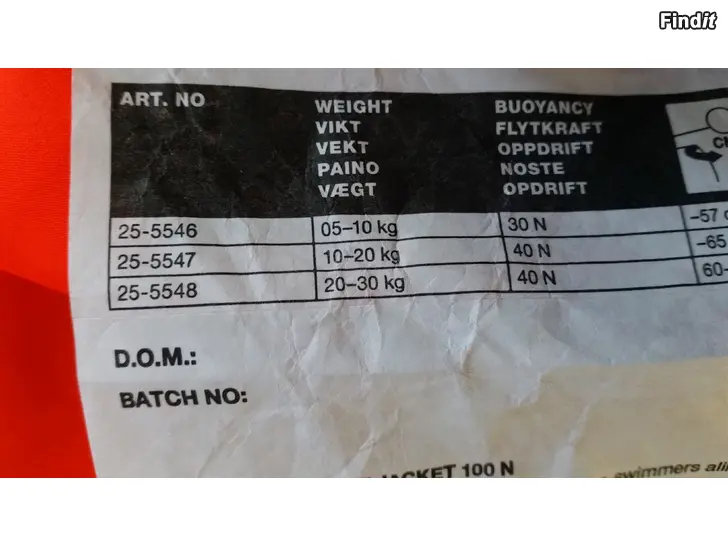 Findit
ART. NO WEIGHT BUOYANCY
VIKT FLYTKRAFT
VEKT OPPDRIFT
PAINO NOSTE
VÆGT OPDRIFT
25-5546 05–10 kg 30 N –57
25-5547 10–20 kg 40 N –65
25-5548 20–30 kg 40 N 60–
D.O.M.:
BATCH NO:
JACKET 100 N swimmers